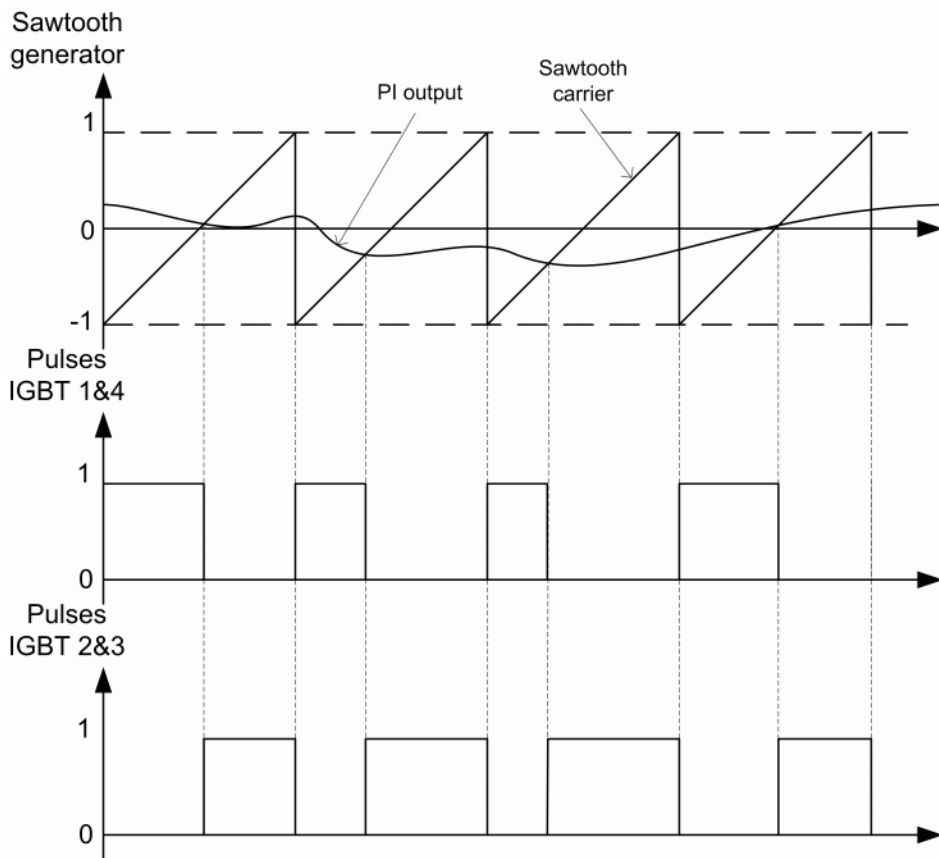 Sawtooth
generator
PI output
Sawtooth
carrier
1
0
-1
Pulses
IGBT 1&4
1
0
Pulses
IGBT 2&3
1
0